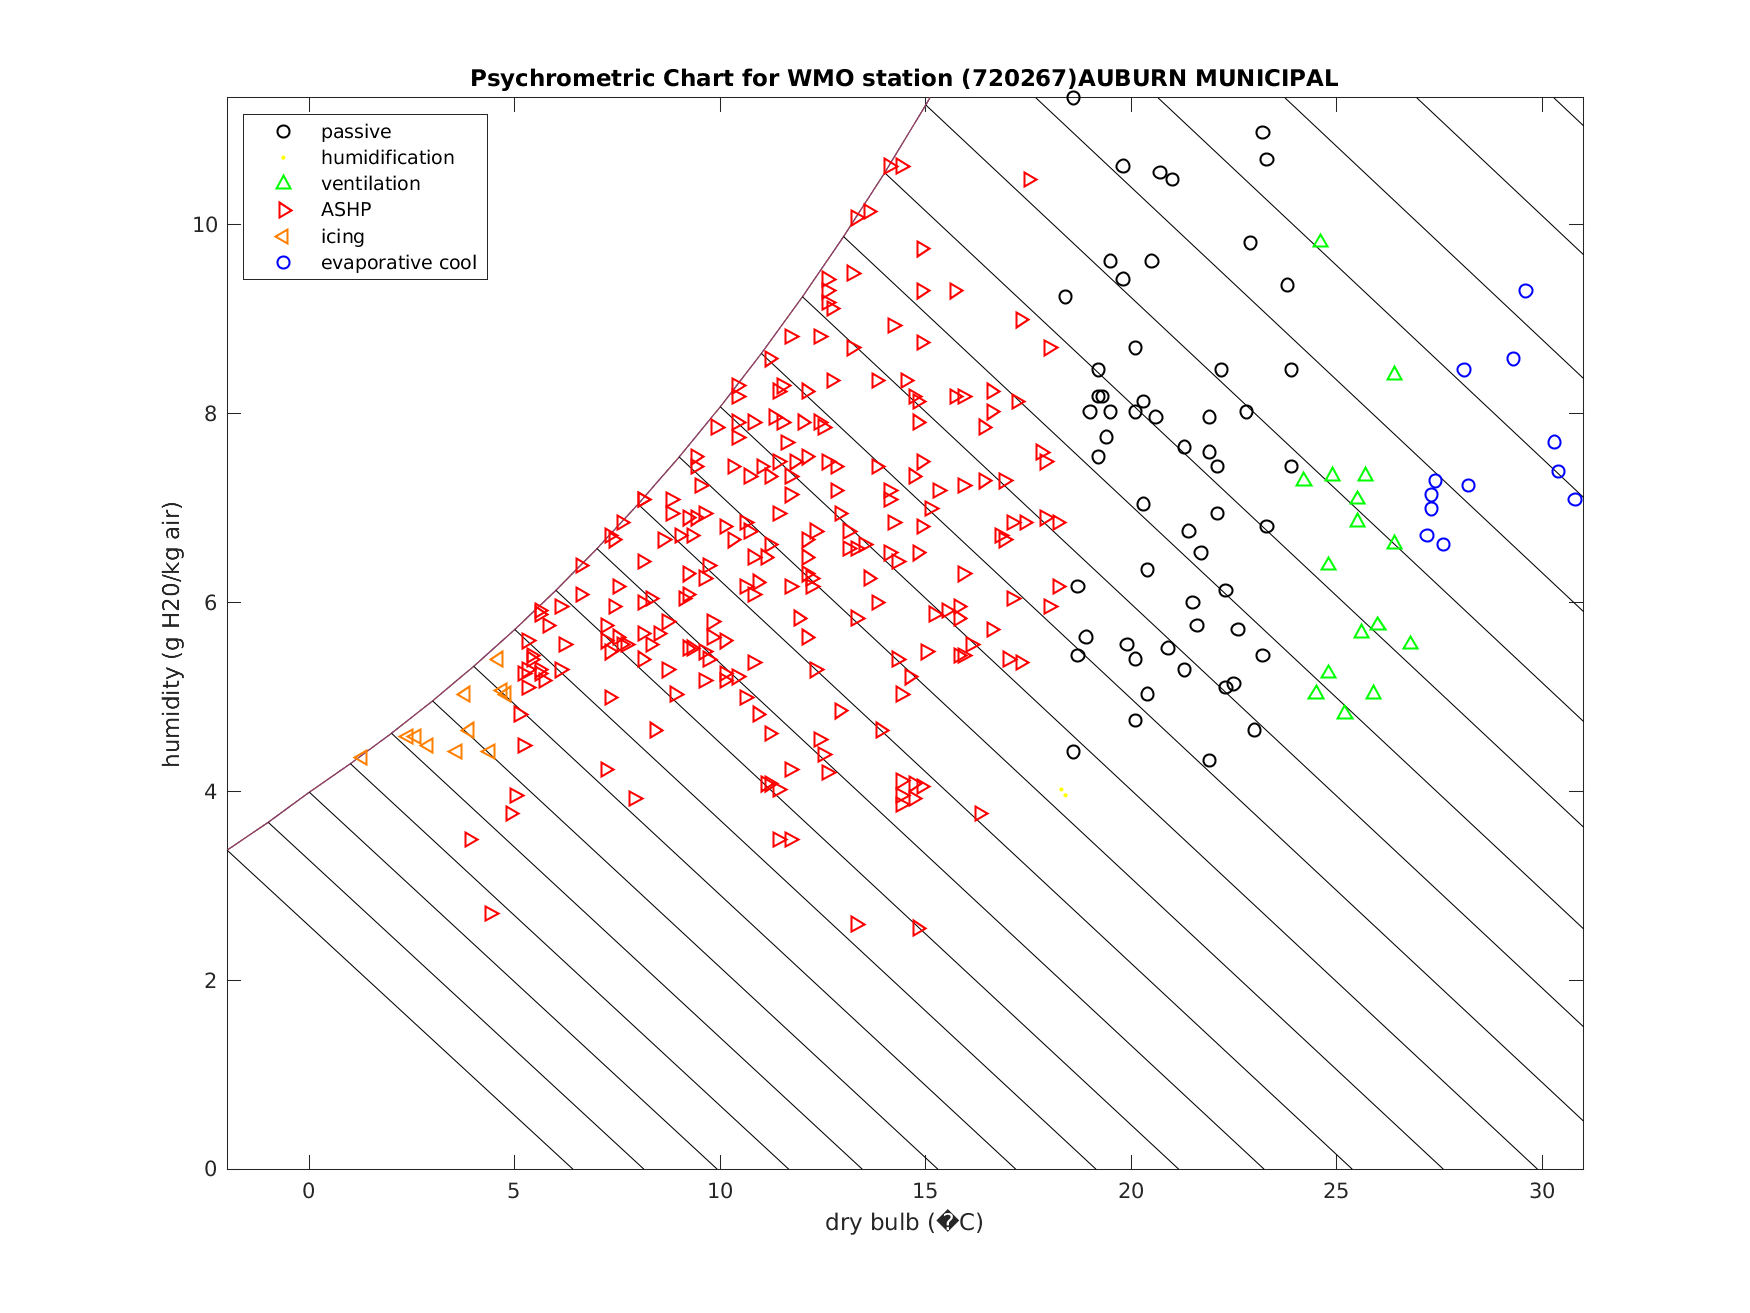 Psychrometric Chart for WMO station (720267)AUBURN MUNICIPAL
passive
humidification
ventilation
ASHP
icing
evaporative cool
humidity (g H20/kg air)
10
8
6
4
2
0
0 5 10 15 20 25 30
dry bulb (�C)